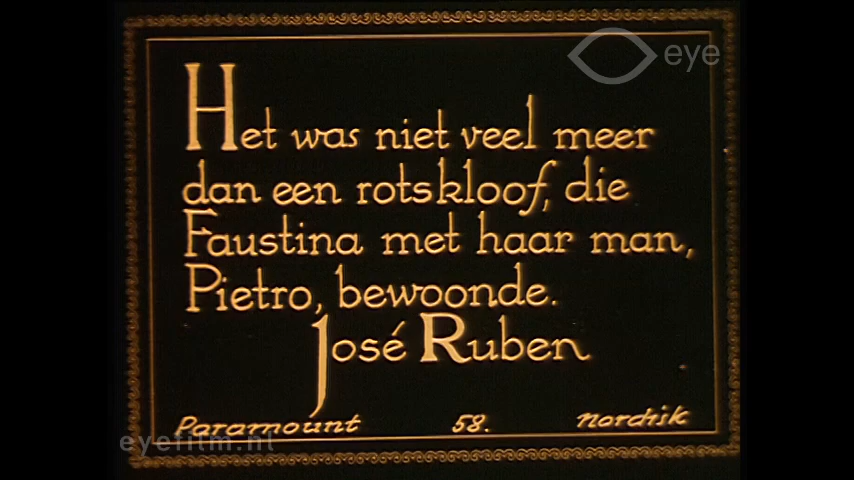 eye
Het was niet veel meer
dan een rotskloof, die
Faustina met haar man,
Pietro, bewoonde.
José Ruben
Paramount 58. Nordisk
eyefilm.nl